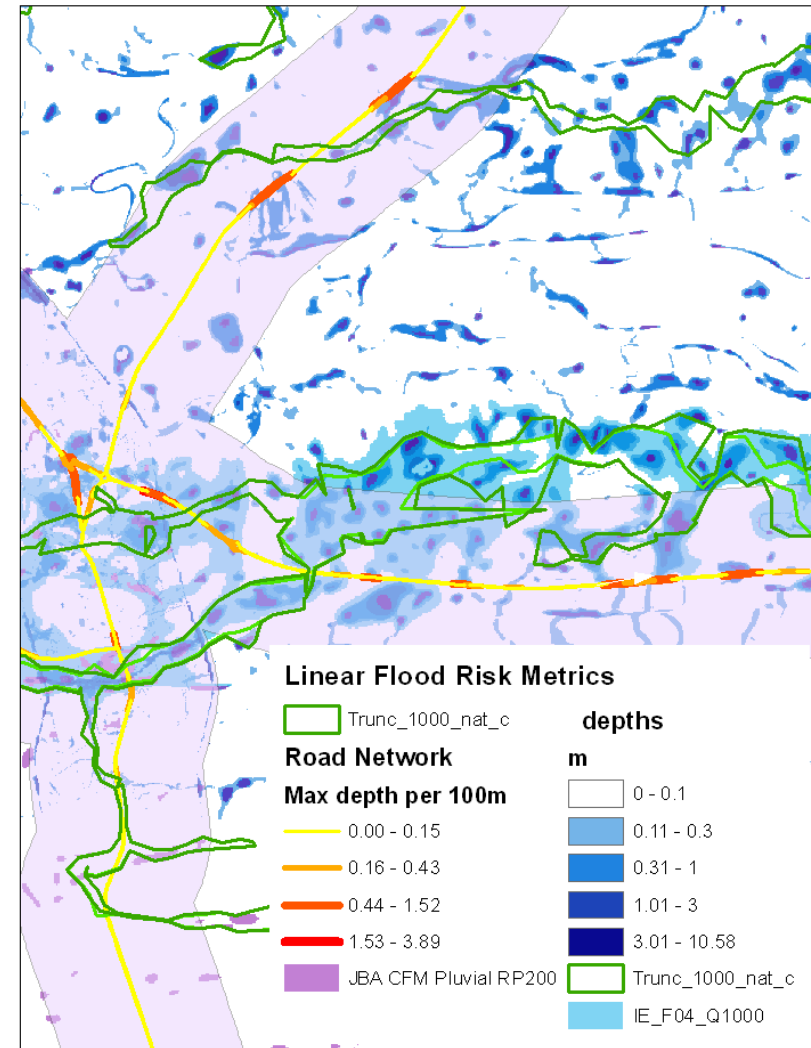 Linear Flood Risk Metrics
Trunc_1000_nat_c
Road Network
Max depth per 100m
0.00 - 0.15
0.16 - 0.43
0.44 - 1.52
1.53 - 3.89
JBA CFM Pluvial RP200
depths
m
0 - 0.1
0.11 - 0.3
0.31 - 1
1.01 - 3
3.01 - 10.58
Trunc_1000_nat_c
IE_F04_Q1000